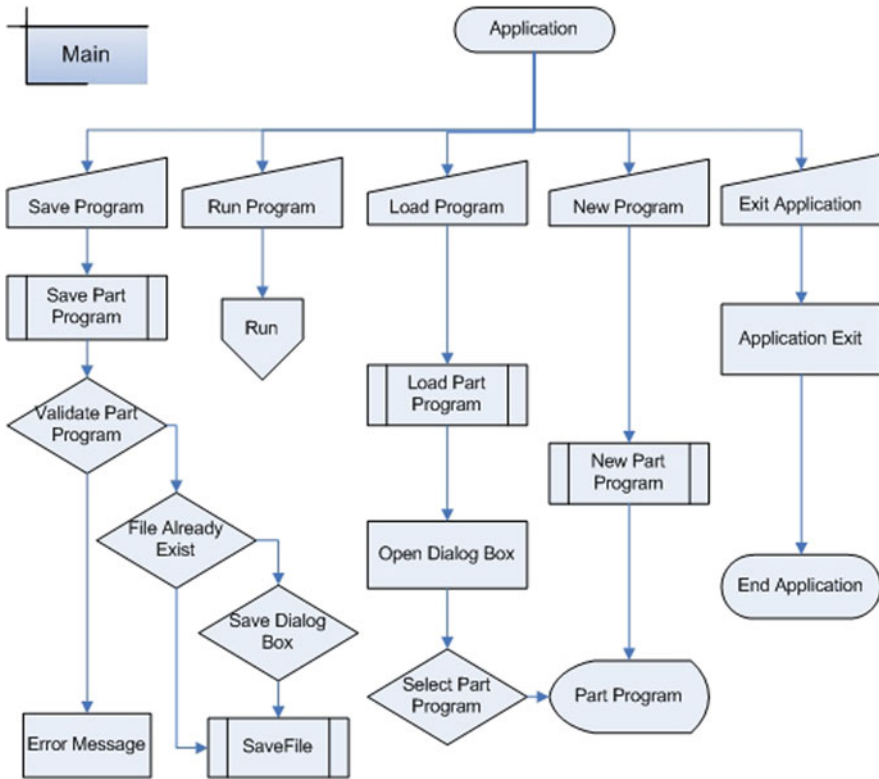 Main
Application
Save Program
Run Program
Load Program
New Program
Exit Application
Save Part
Program
Run
Application Exit
Load Part
Program
Validate Part
Program
New Part
Program
File Already
Exist
Open Dialog Box
End Application
Save Dialog
Box
Select Part
Program
Part Program
Error Message
SaveFile